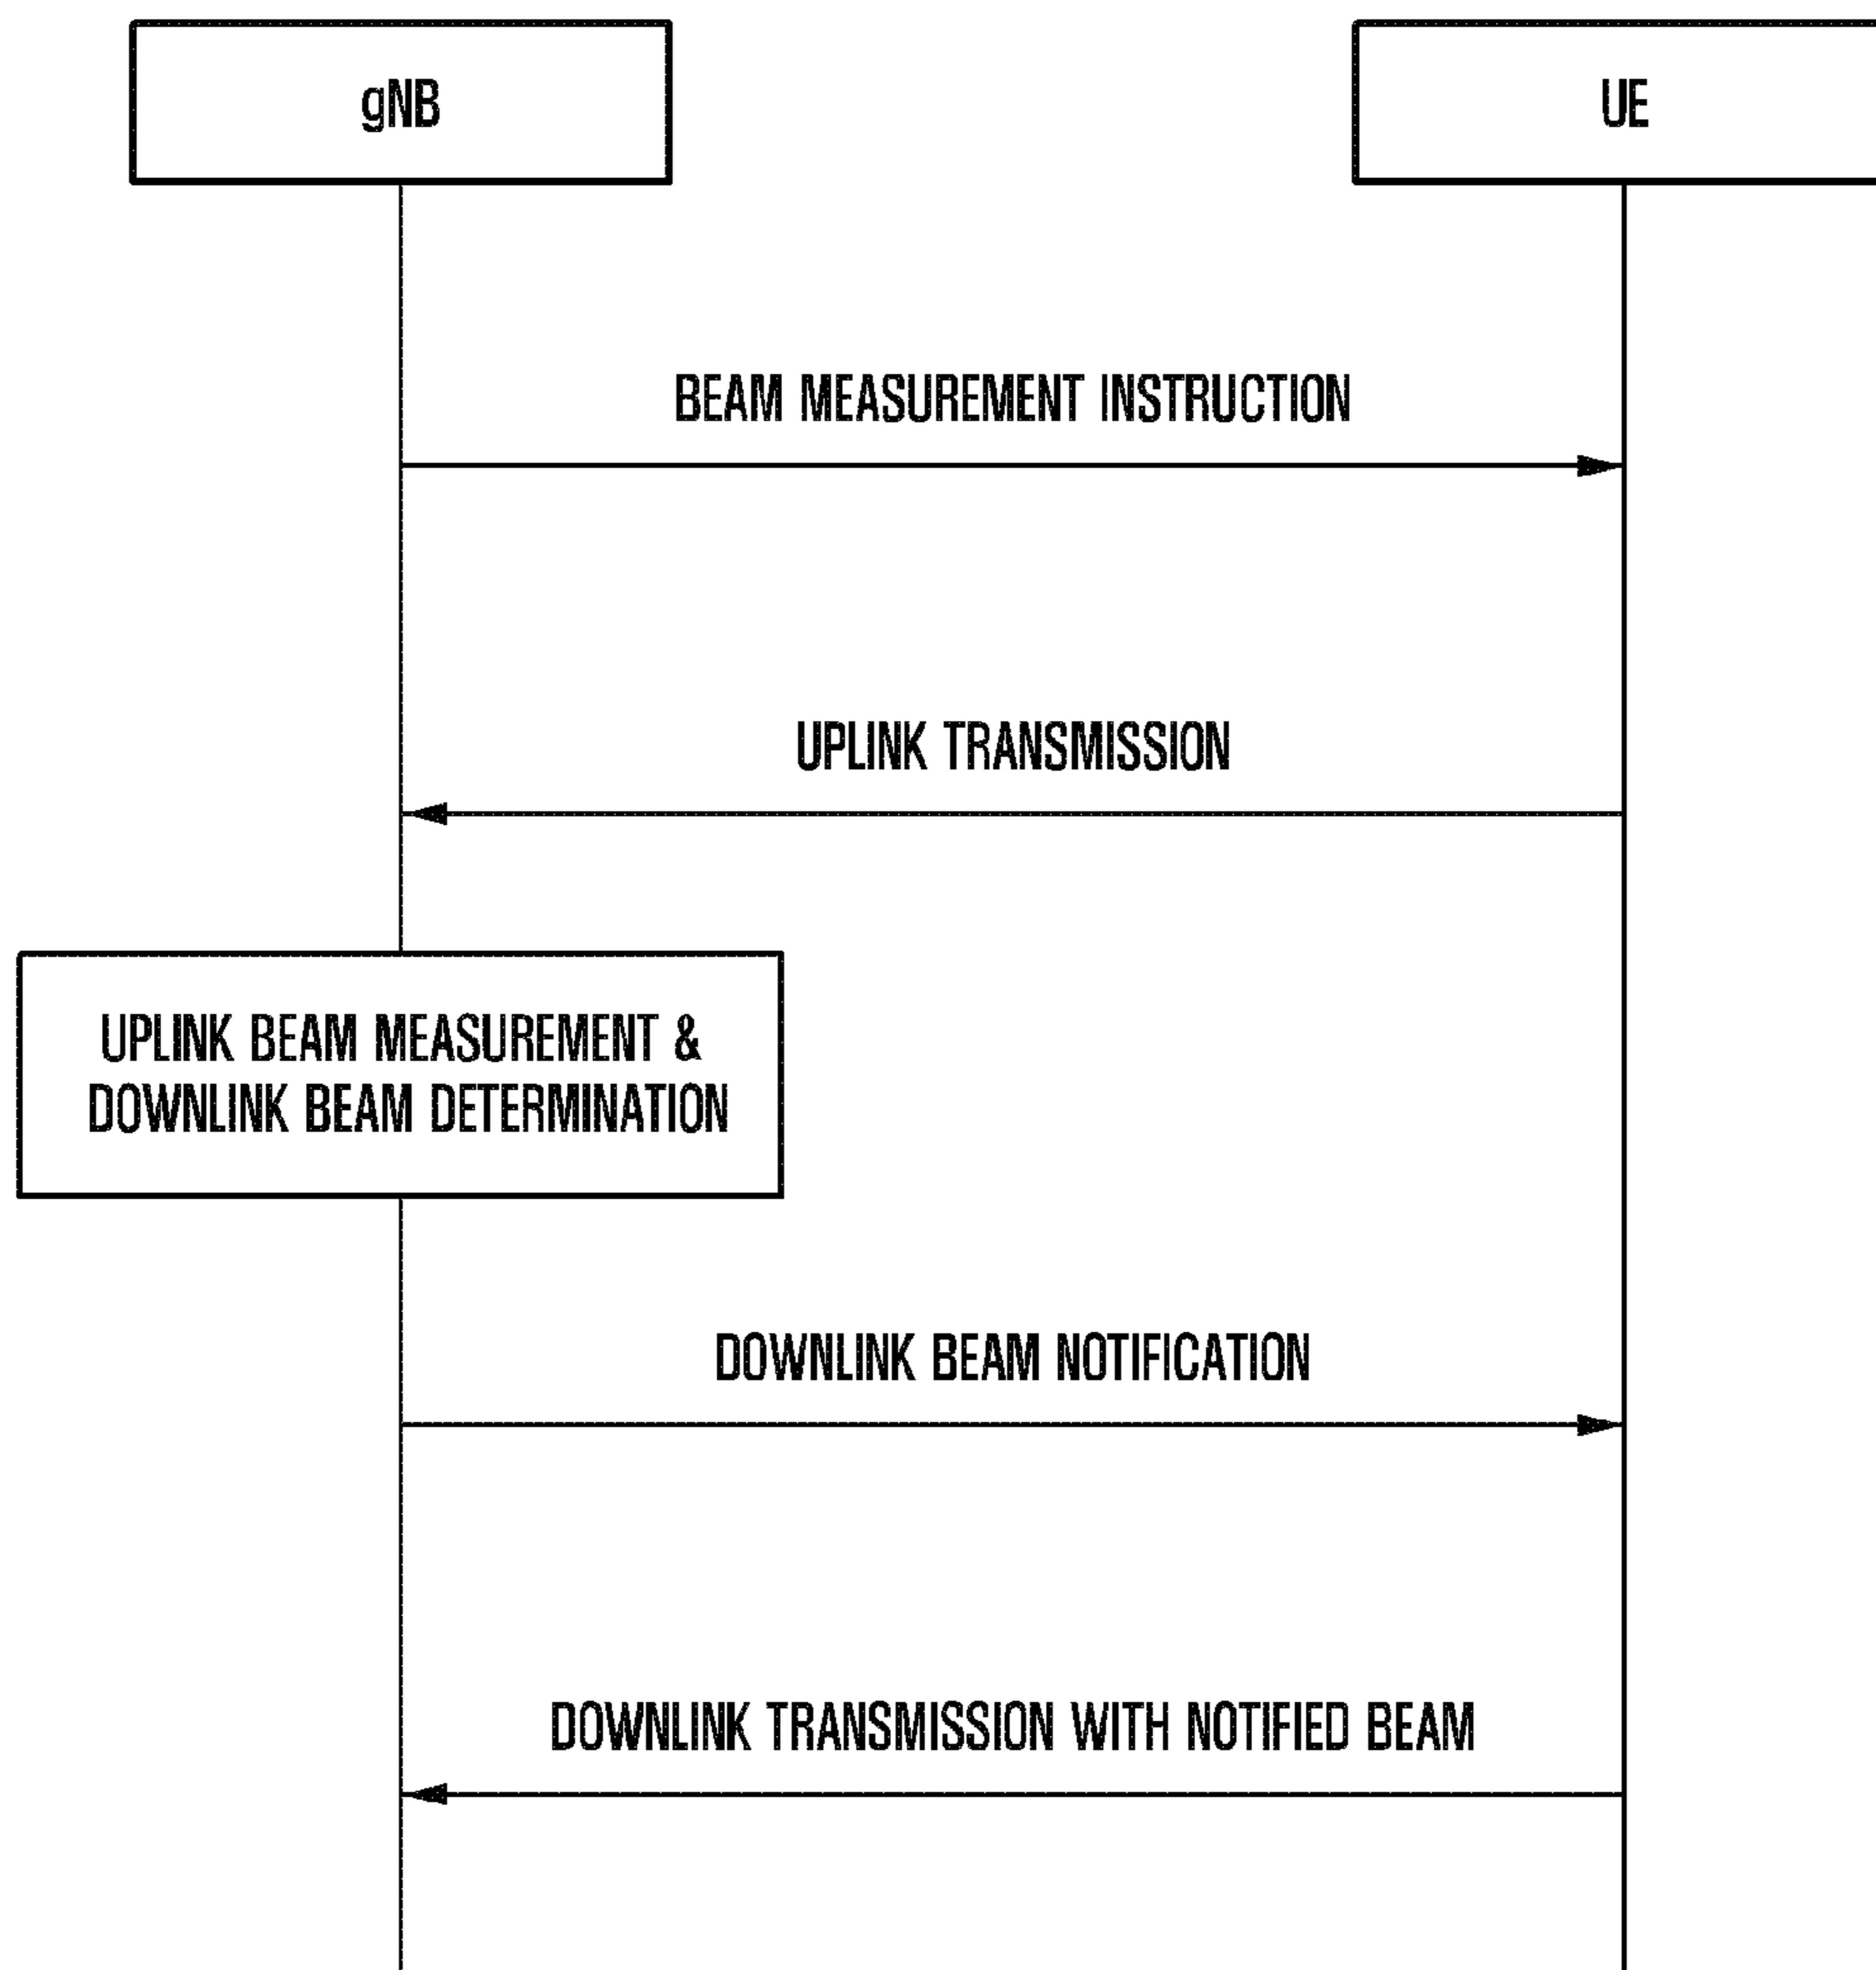 gNB
UE
BEAM MEASUREMENT INSTRUCTION
UPLINK TRANSMISSION
UPLINK BEAM MEASUREMENT &
DOWNLINK BEAM DETERMINATION
DOWNLINK BEAM NOTIFICATION
DOWNLINK TRANSMISSION WITH NOTIFIED BEAM